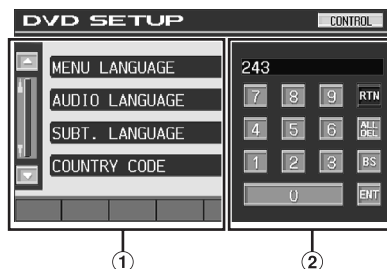 DVD SETUP
CONTROL
MENU LANGUAGE
AUDIO LANGUAGE
SUBT. LANGUAGE
COUNTRY CODE
243
7 8 9 RTN
4 5 6 ALL DEL
1 2 3 BS
0 ENT
1 2